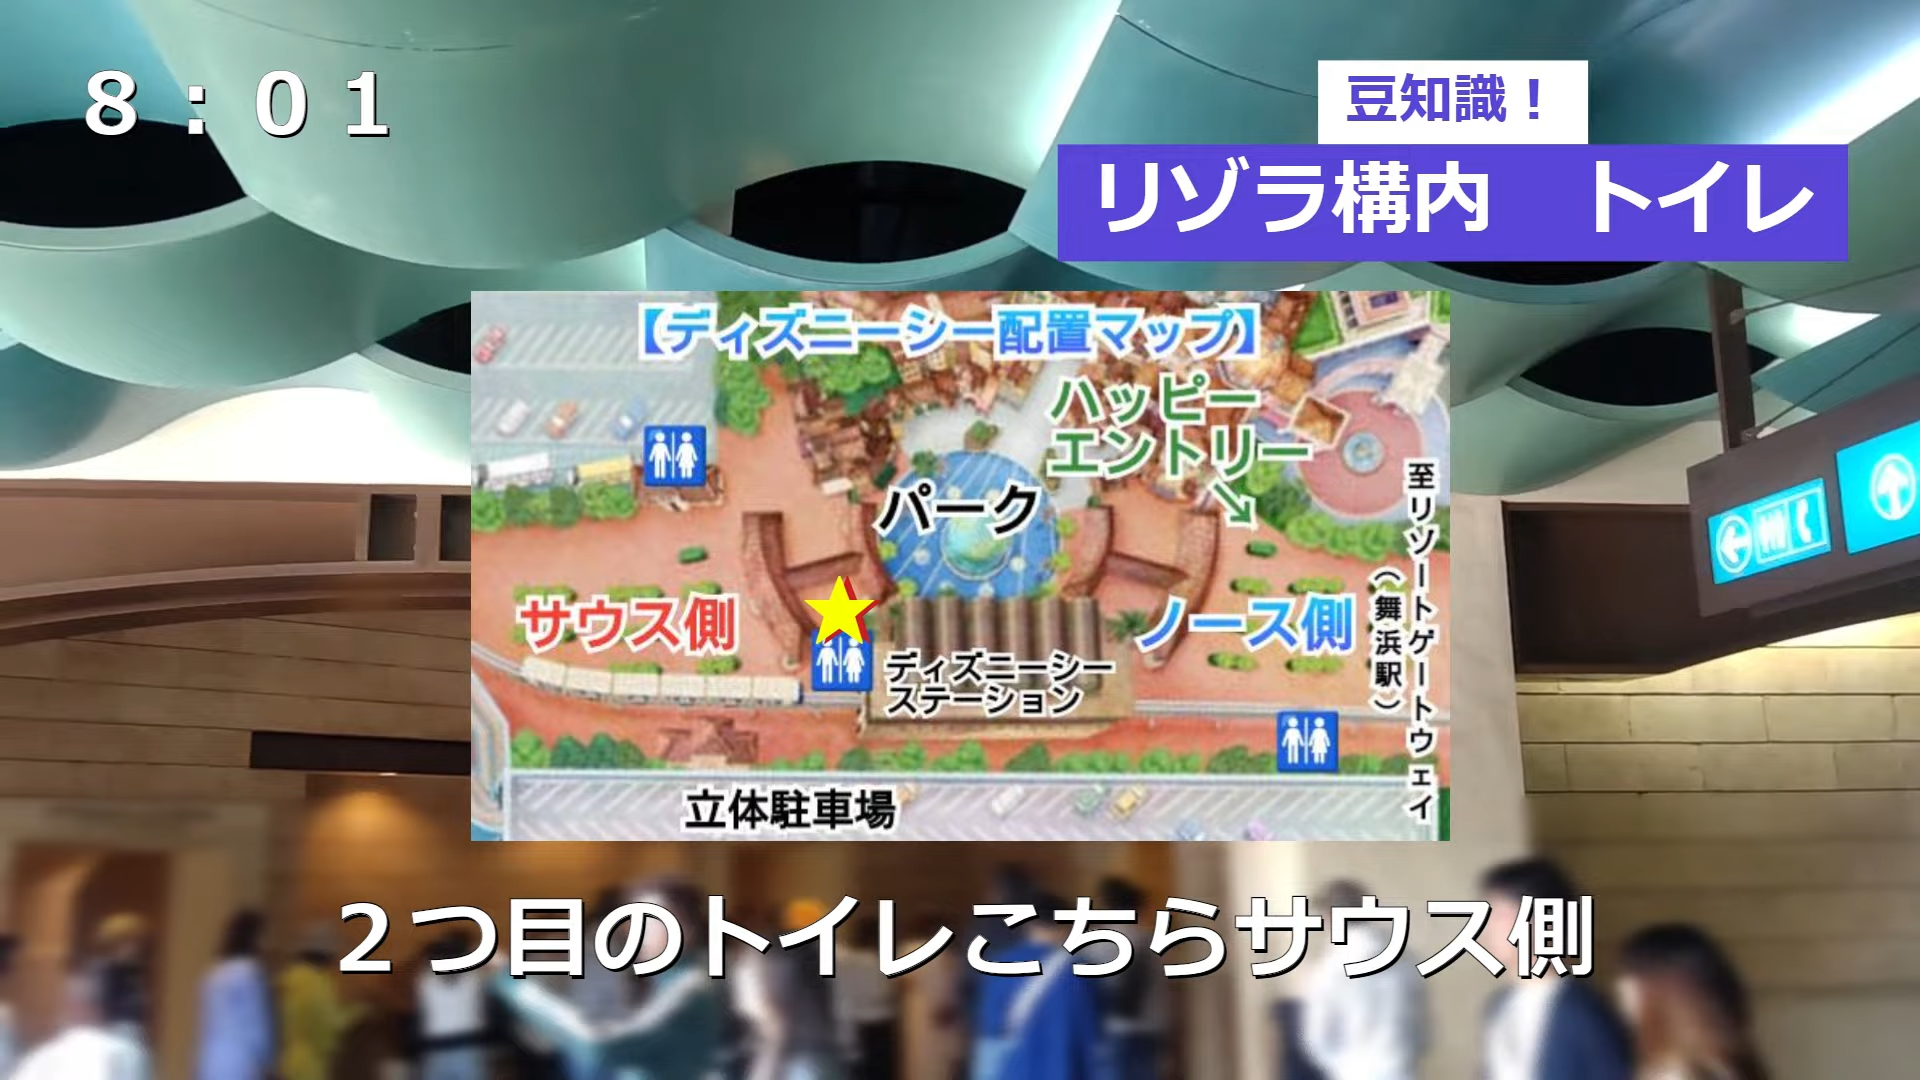 8：01
豆知識！
リゾラ構内　トイレ
【ディズニーシー配置マップ】
ハッピー
エントリー
パーク
サウス側
ノース側
至リゾートゲートウェイ
（舞浜駅）
ディズニーシー
ステーション
立体駐車場
2つ目のトイレこちらサウス側